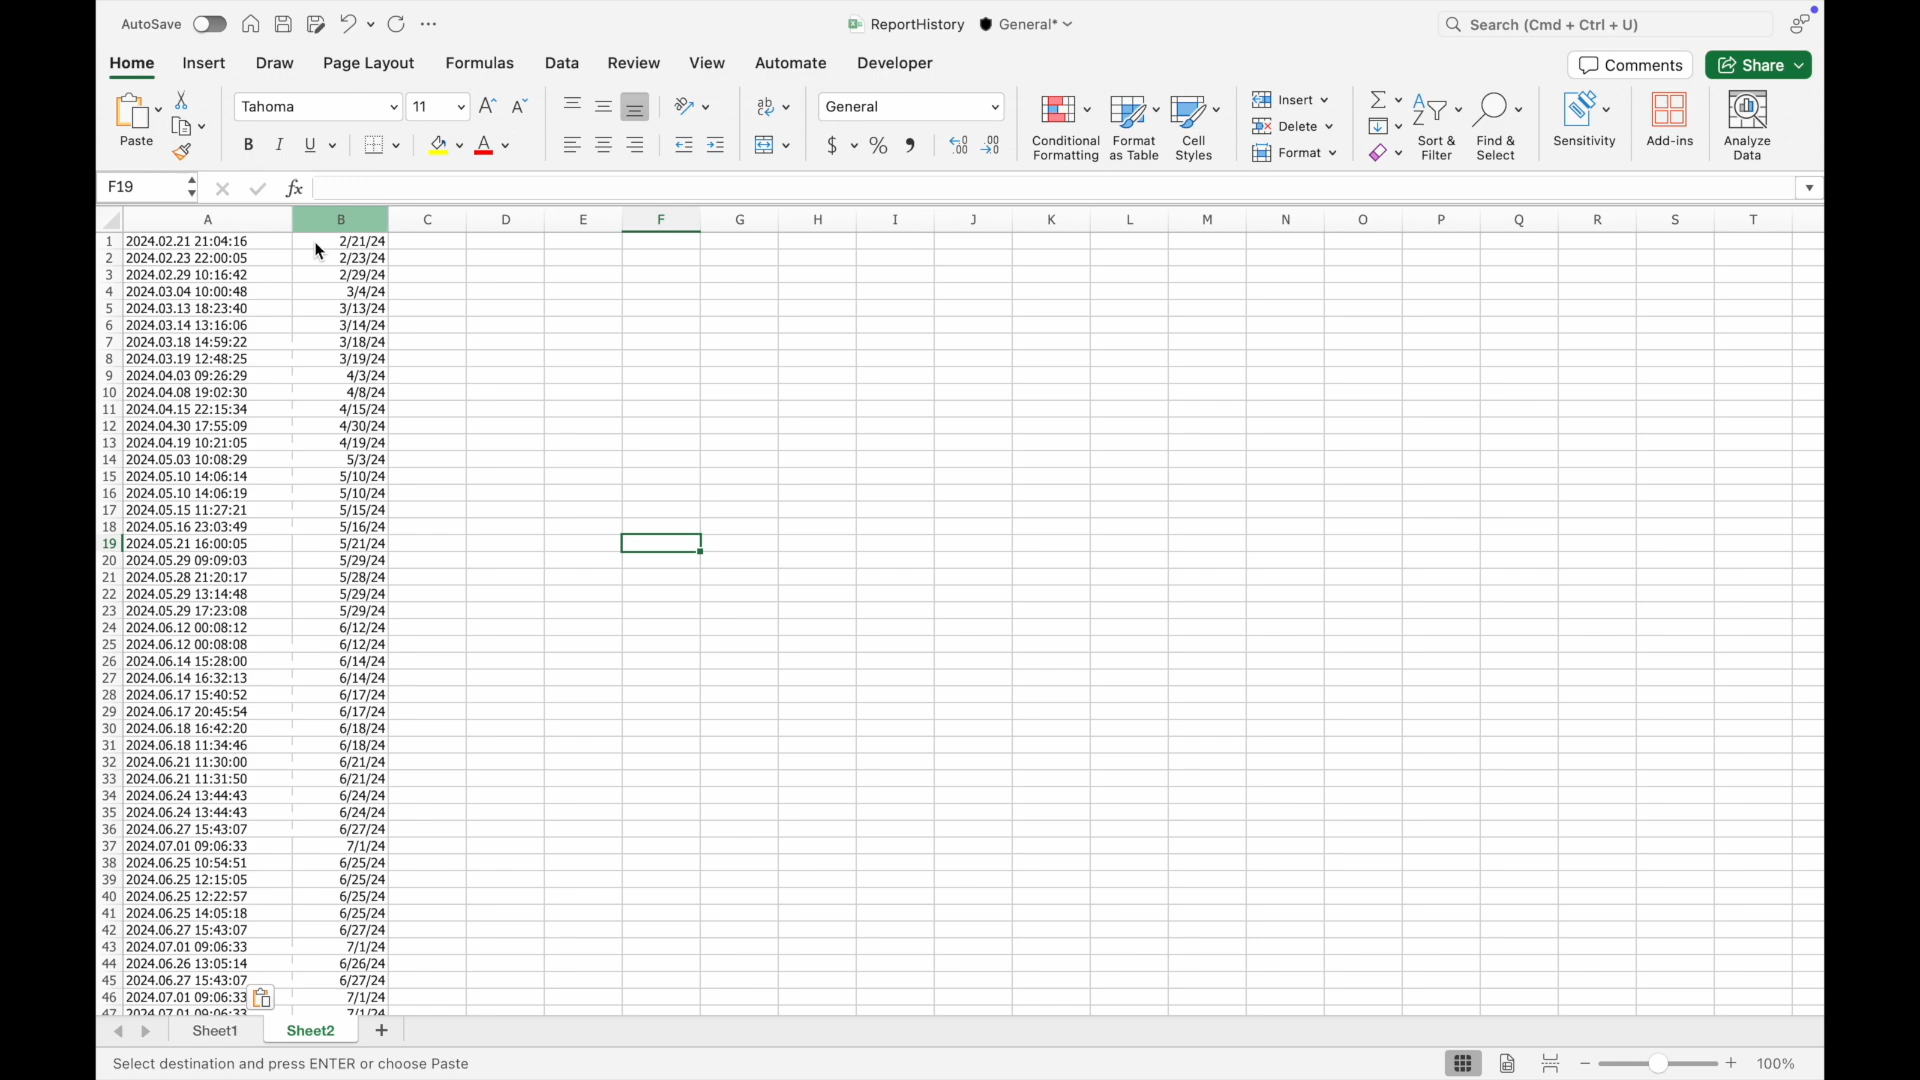 AutoSave
ReportHistory General*
Search (Cmd + Ctrl + U)
Home Insert Draw Page Layout Formulas Data Review View Automate Developer
Comments Share
Paste
Tahoma 11
B I U
A
ab
General
$ % 9
Conditional Formatting
Format as Table
Cell Styles
Insert
Delete
Format
Sort & Filter
Find & Select
Sensitivity
Add-ins
Analyze Data
F19 fx
A B C D E F G H I J K L M N O P Q R S T
1 2024.02.21 21:04:16 2/21/24
2 2024.02.23 22:00:05 2/23/24
3 2024.02.29 10:16:42 2/29/24
4 2024.03.04 10:00:48 3/4/24
5 2024.03.13 18:23:40 3/13/24
6 2024.03.14 13:16:06 3/14/24
7 2024.03.18 14:59:22 3/18/24
8 2024.03.19 12:48:25 3/19/24
9 2024.04.03 09:26:29 4/3/24
10 2024.04.08 19:02:30 4/8/24
11 2024.04.15 22:15:34 4/15/24
12 2024.04.30 17:55:09 4/30/24
13 2024.04.19 10:21:05 4/19/24
14 2024.05.03 10:08:29 5/3/24
15 2024.05.10 14:06:14 5/10/24
16 2024.05.10 14:06:19 5/10/24
17 2024.05.15 11:27:21 5/15/24
18 2024.05.16 23:03:49 5/16/24
19 2024.05.21 16:00:05 5/21/24
20 2024.05.29 09:09:03 5/29/24
21 2024.05.28 21:20:17 5/28/24
22 2024.05.29 13:14:48 5/29/24
23 2024.05.29 17:23:08 5/29/24
24 2024.06.12 00:08:12 6/12/24
25 2024.06.12 00:08:08 6/12/24
26 2024.06.14 15:28:00 6/14/24
27 2024.06.14 16:32:13 6/14/24
28 2024.06.17 15:40:52 6/17/24
29 2024.06.17 20:45:54 6/17/24
30 2024.06.18 16:42:20 6/18/24
31 2024.06.18 11:34:46 6/18/24
32 2024.06.21 11:30:00 6/21/24
33 2024.06.21 11:31:50 6/21/24
34 2024.06.24 13:44:43 6/24/24
35 2024.06.24 13:44:43 6/24/24
36 2024.06.27 15:43:07 6/27/24
37 2024.07.01 09:06:33 7/1/24
38 2024.06.25 10:54:51 6/25/24
39 2024.06.25 12:15:05 6/25/24
40 2024.06.25 12:22:57 6/25/24
41 2024.06.25 14:05:18 6/25/24
42 2024.06.27 15:43:07 6/27/24
43 2024.07.01 09:06:33 7/1/24
44 2024.06.26 13:05:14 6/26/24
45 2024.06.27 15:43:07 6/27/24
46 2024.07.01 09:06:33 7/1/24
47 2024.07.01 09:06:33 7/1/24
Sheet1 Sheet2
Select destination and press ENTER or choose Paste
100%